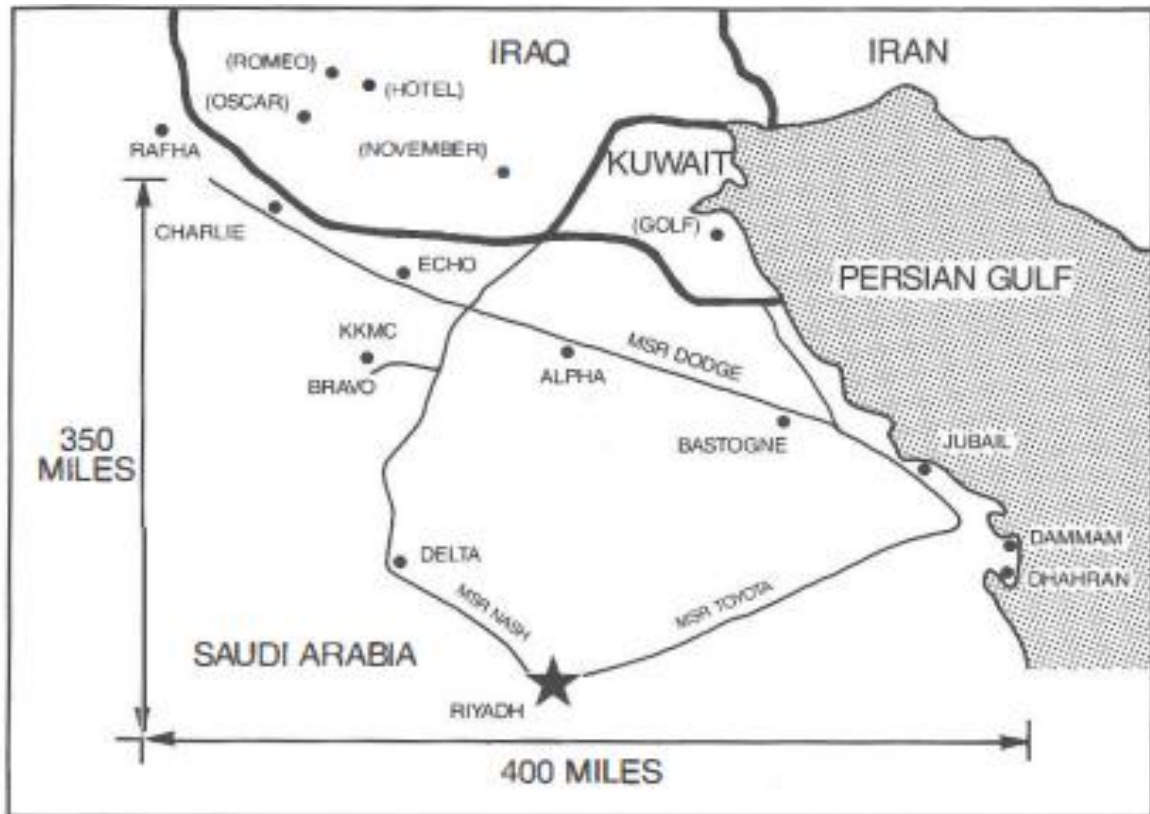 IRAQ
IRAN
(ROMEO)
(HOTEL)
(OSCAR)
RAFHA
(NOVEMBER)
KUWAIT
CHARLIE
(GOLF)
ECHO
PERSIAN GULF
KKMC
BRAVO
ALPHA
MSR DODGE
350
MILES
BASTOGNE
JUBAIL
DELTA
DAMMAM
DHAHRAN
MSR NASH
MSR TOYOTA
SAUDI ARABIA
RIYADH
400 MILES